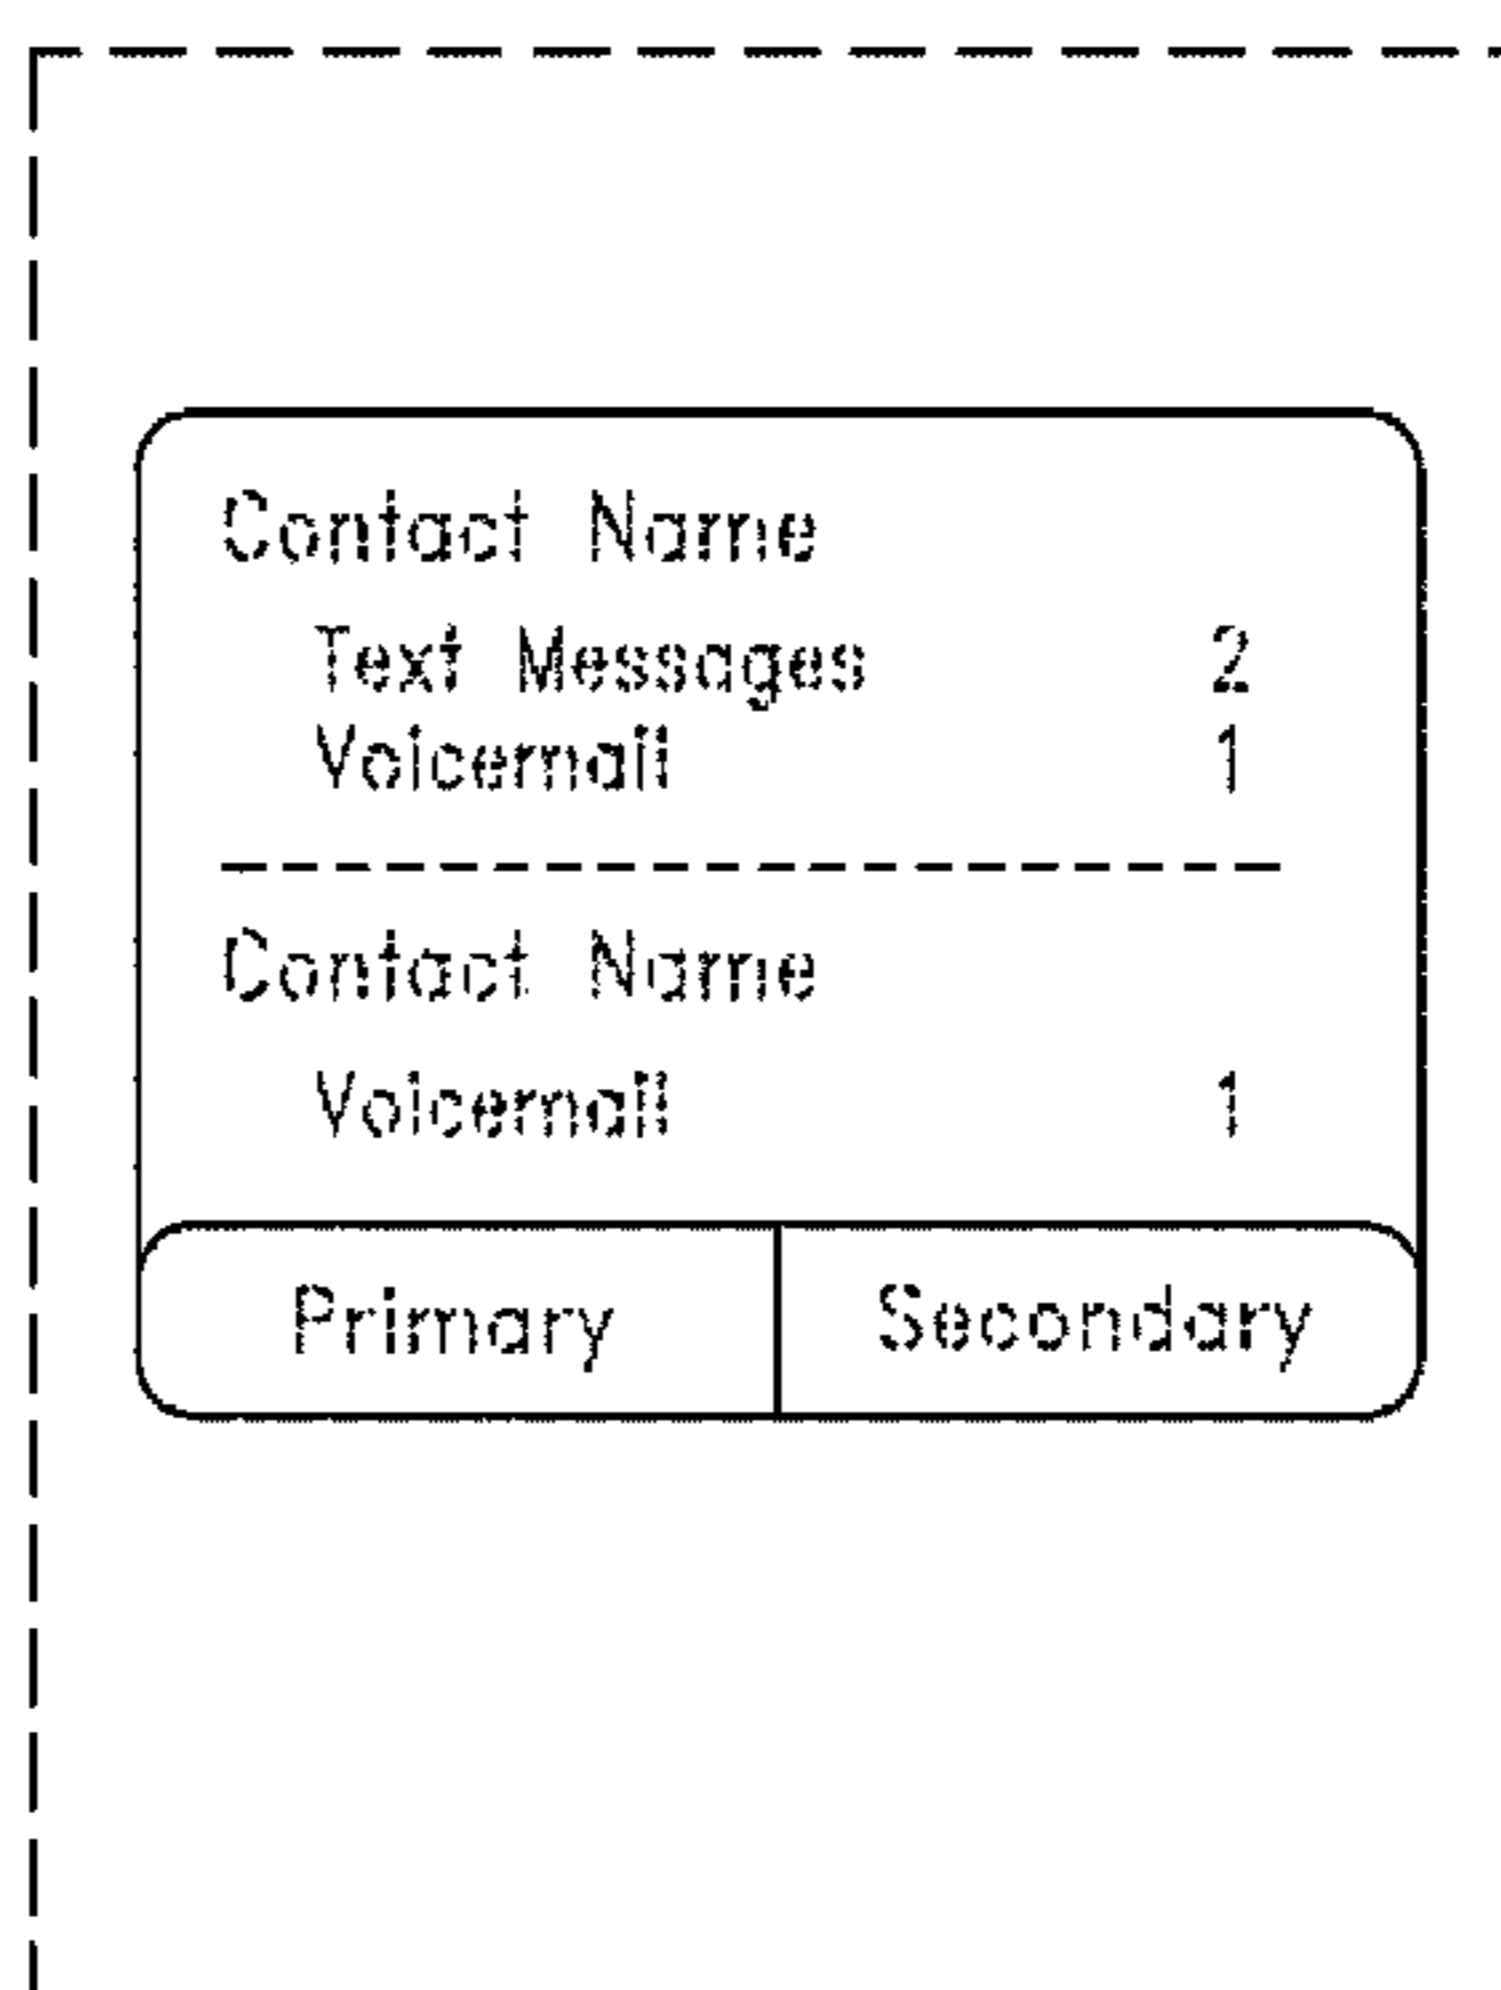 Contact Name
Text Messages 2
Voicemail 1
Contact Name
Voicemail 1
Primary Secondary